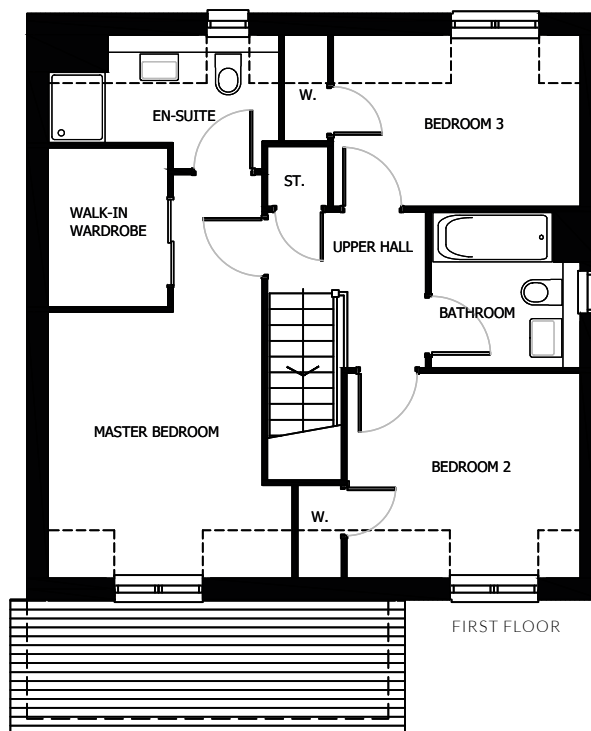 W.
EN-SUITE
BEDROOM 3
ST.
WALK-IN
WARDROBE
UPPER HALL
BATHROOM
MASTER BEDROOM
BEDROOM 2
W.
FIRST FLOOR